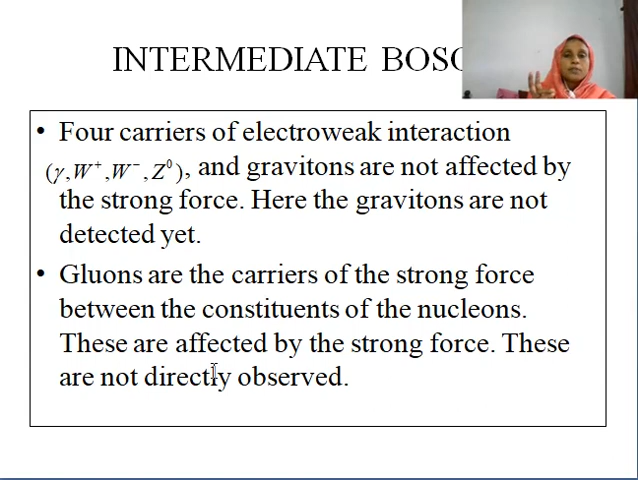 INTERMEDIATE
• Four carriers of electroweak interaction
(γ,W⁺,W⁻,Z⁰), and gravitons are not affected by
the strong force. Here the gravitons are not
detected yet.
• Gluons are the carriers of the strong force
between the constituents of the nucleons.
These are affected by the strong force. These
are not directly observed.